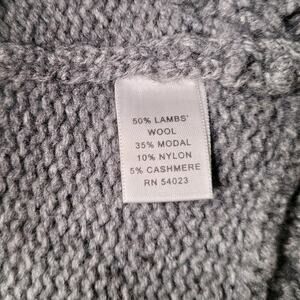 50% LAMBS'
WOOL
35% MODAL
10% NYLON
5% CASHMERE
RN 54023